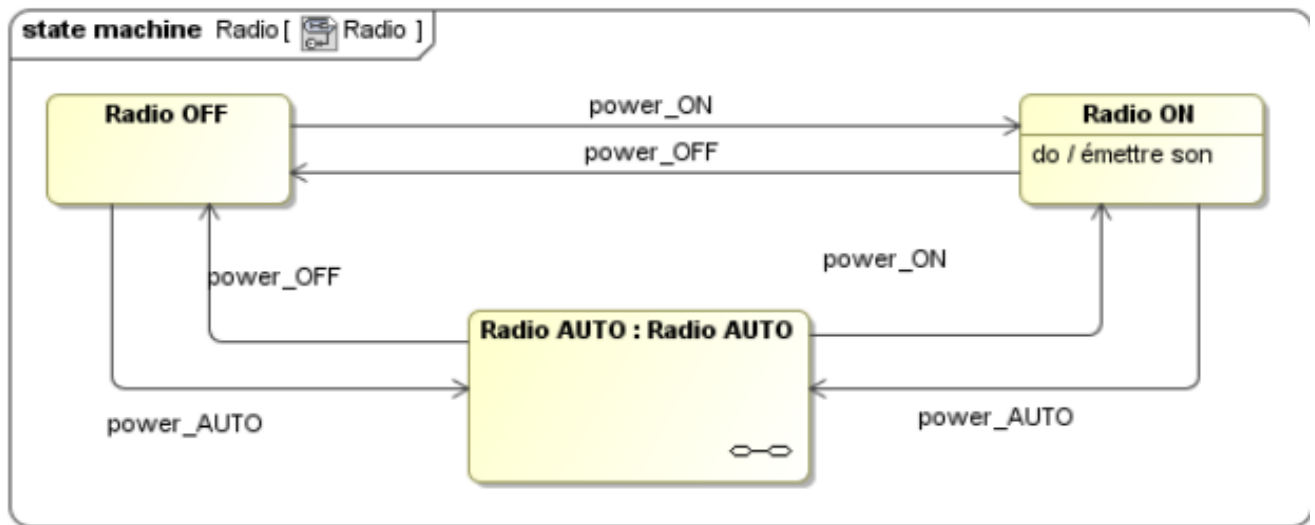 state machine Radio [ Radio ]
Radio OFF
power_ON
Radio ON
power_OFF
do / émettre son
power_OFF
power_ON
Radio AUTO : Radio AUTO
power_AUTO
power_AUTO